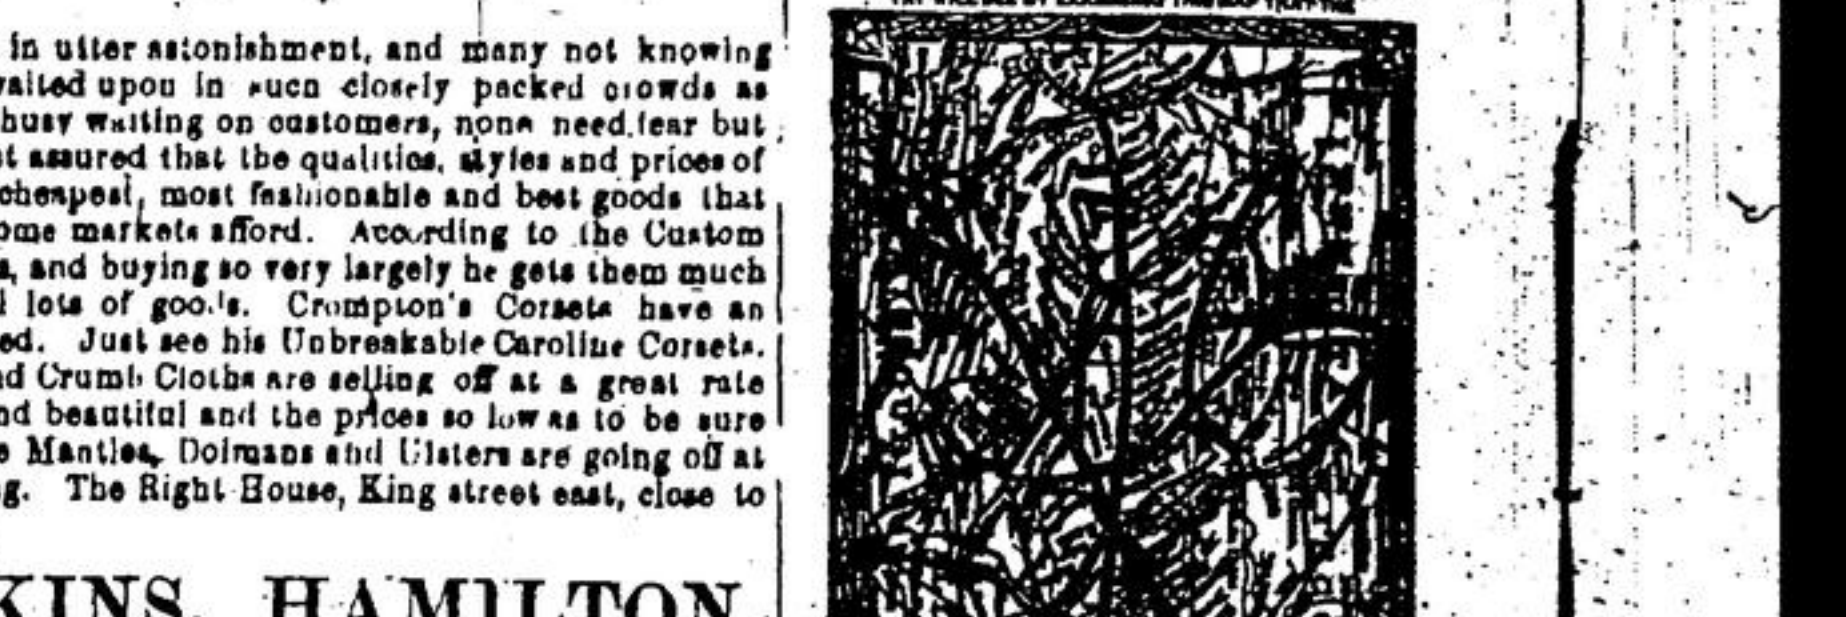 in utter astonishment, and many not knowing
waited upon in such closely packed crowds as
busy waiting on customers, none need fear but
assured that the qualities, styles and prices of
cheapest, most fashionable and best goods that
ome markets afford. According to the Custom
and buying so very largely he gets them much
lots of goods. Crompton's Corsets have an
ed. Just see his Unbreakable Caroline Corsets.
d Crumb Cloths are selling off at a great rate
nd beautiful and the prices so low as to be sure
Mantles, Dolmans and Ulsters are going off at
g. The Right House, King street east, close to
KINS, HAMILTON